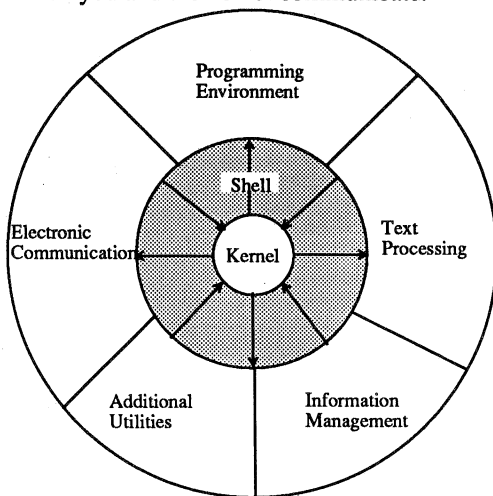 Programming
Environment
Shell
Electronic
Communication
Kernel
Text
Processing
Additional
Utilities
Information
Management